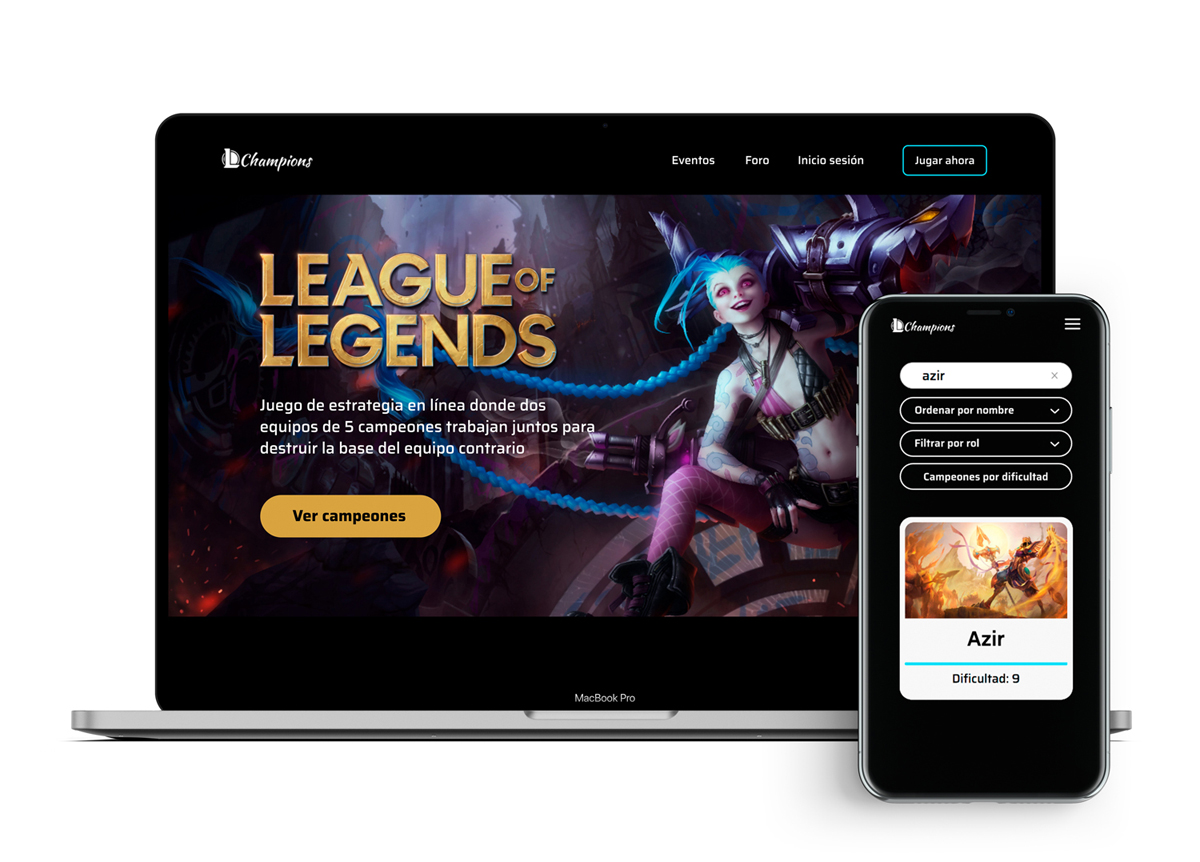 Champions
Eventos
Foro
Inicio sesión
Jugar ahora
LEAGUE OF
LEGENDS
Juego de estrategia en línea donde dos
equipos de 5 campeones trabajan juntos para
destruir la base del equipo contrario
Ver campeones
MacBook Pro
Champions
azir
Ordenar por nombre
Filtrar por rol
Campeones por dificultad
Azir
Dificultad: 9